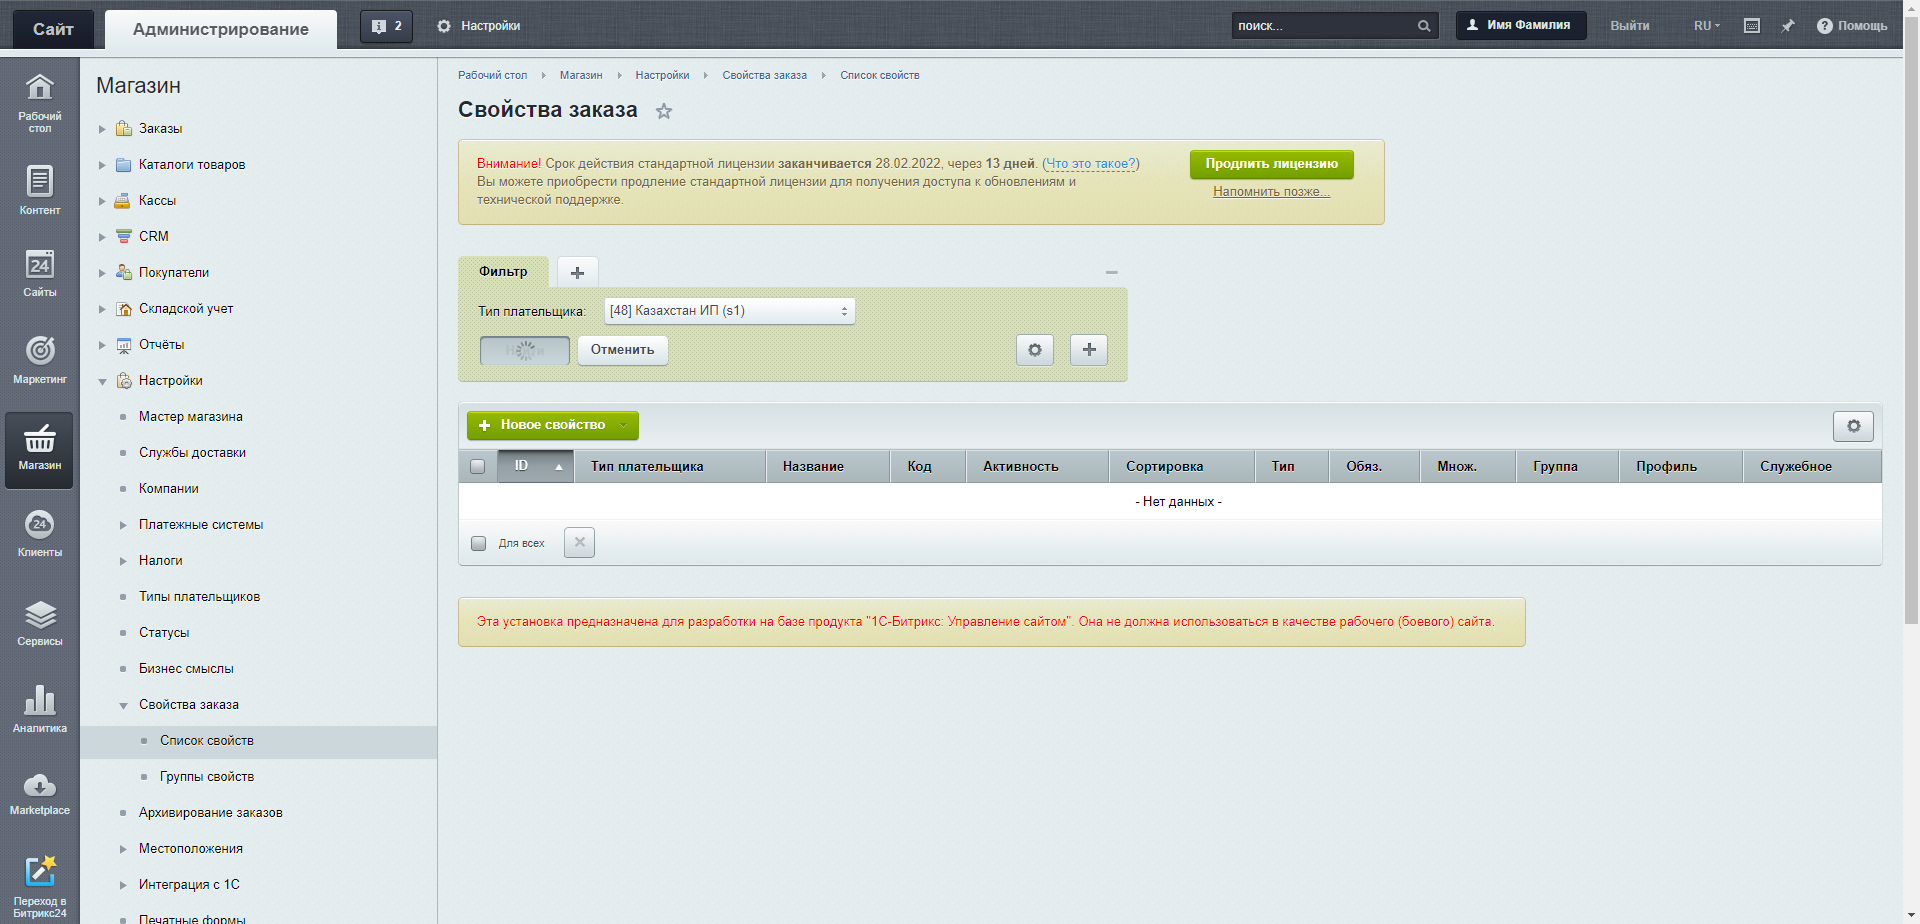 Сайт
Администрирование
2
Настройки
поиск...
Имя Фамилия
Выйти
RU
Помощь
Рабочий стол
Контент
24
Сайты
Маркетинг
Магазин
24
Клиенты
Сервисы
Аналитика
Marketplace
Переход в Битрикс24
Магазин
Заказы
Каталоги товаров
Кассы
CRM
Покупатели
Складской учет
Отчёты
Настройки
Мастер магазина
Службы доставки
Компании
Платежные системы
Налоги
Типы плательщиков
Статусы
Бизнес смыслы
Свойства заказа
Список свойств
Группы свойств
Архивирование заказов
Местоположения
Интеграция с 1С
Печатные формы
Рабочий стол Магазин Настройки Свойства заказа Список свойств
Свойства заказа
Внимание! Срок действия стандартной лицензии заканчивается 28.02.2022, через 13 дней. (Что это такое?)
Вы можете приобрести продление стандартной лицензии для получения доступа к обновлениям и
технической поддержке.
Продлить лицензию
Напомнить позже...
Фильтр
Тип плательщика: [48] Казахстан ИП (s1)
Отменить
Новое свойство
ID Тип плательщика Название Код Активность Сортировка Тип Обяз. Множ. Группа Профиль Служебное
- Нет данных -
Для всех
Эта установка предназначена для разработки на базе продукта "1С-Битрикс: Управление сайтом". Она не должна использоваться в качестве рабочего (боевого) сайта.